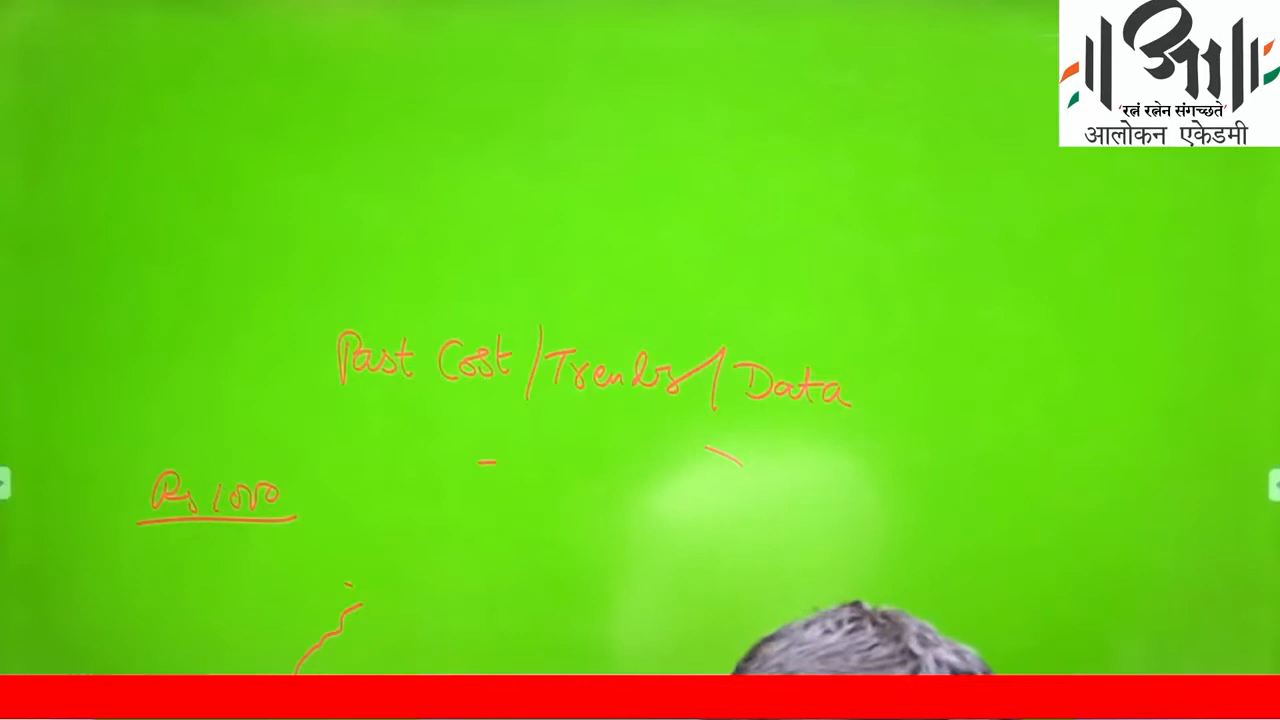 'रत्नं रत्नेन संगच्छते'
आलोकन एकेडमी
Past Cost / Trends / Data
Rs 1000